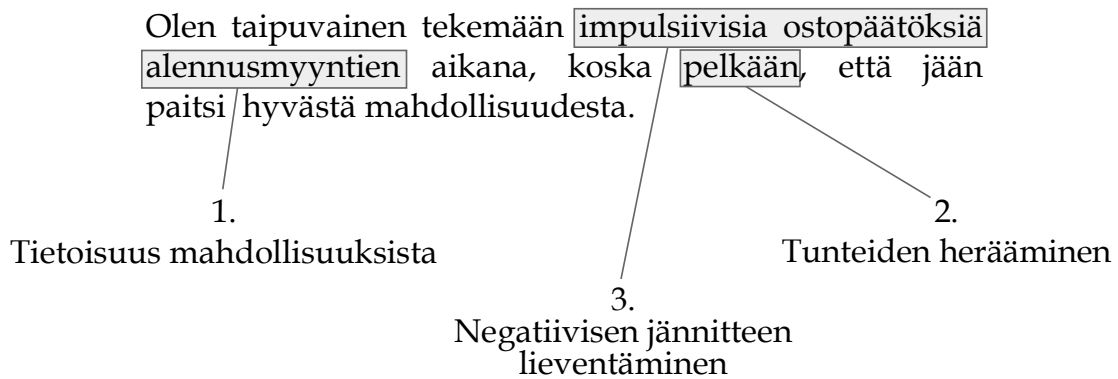 Olen taipuvainen tekemään impulsiivisia ostopäätöksiä
alennusmyyntien aikana, koska pelkään, että jään
paitsi hyvästä mahdollisuudesta.
1.
Tietoisuus mahdollisuuksista
2.
Tunteiden herääminen
3.
Negatiivisen jännitteen
lieventäminen